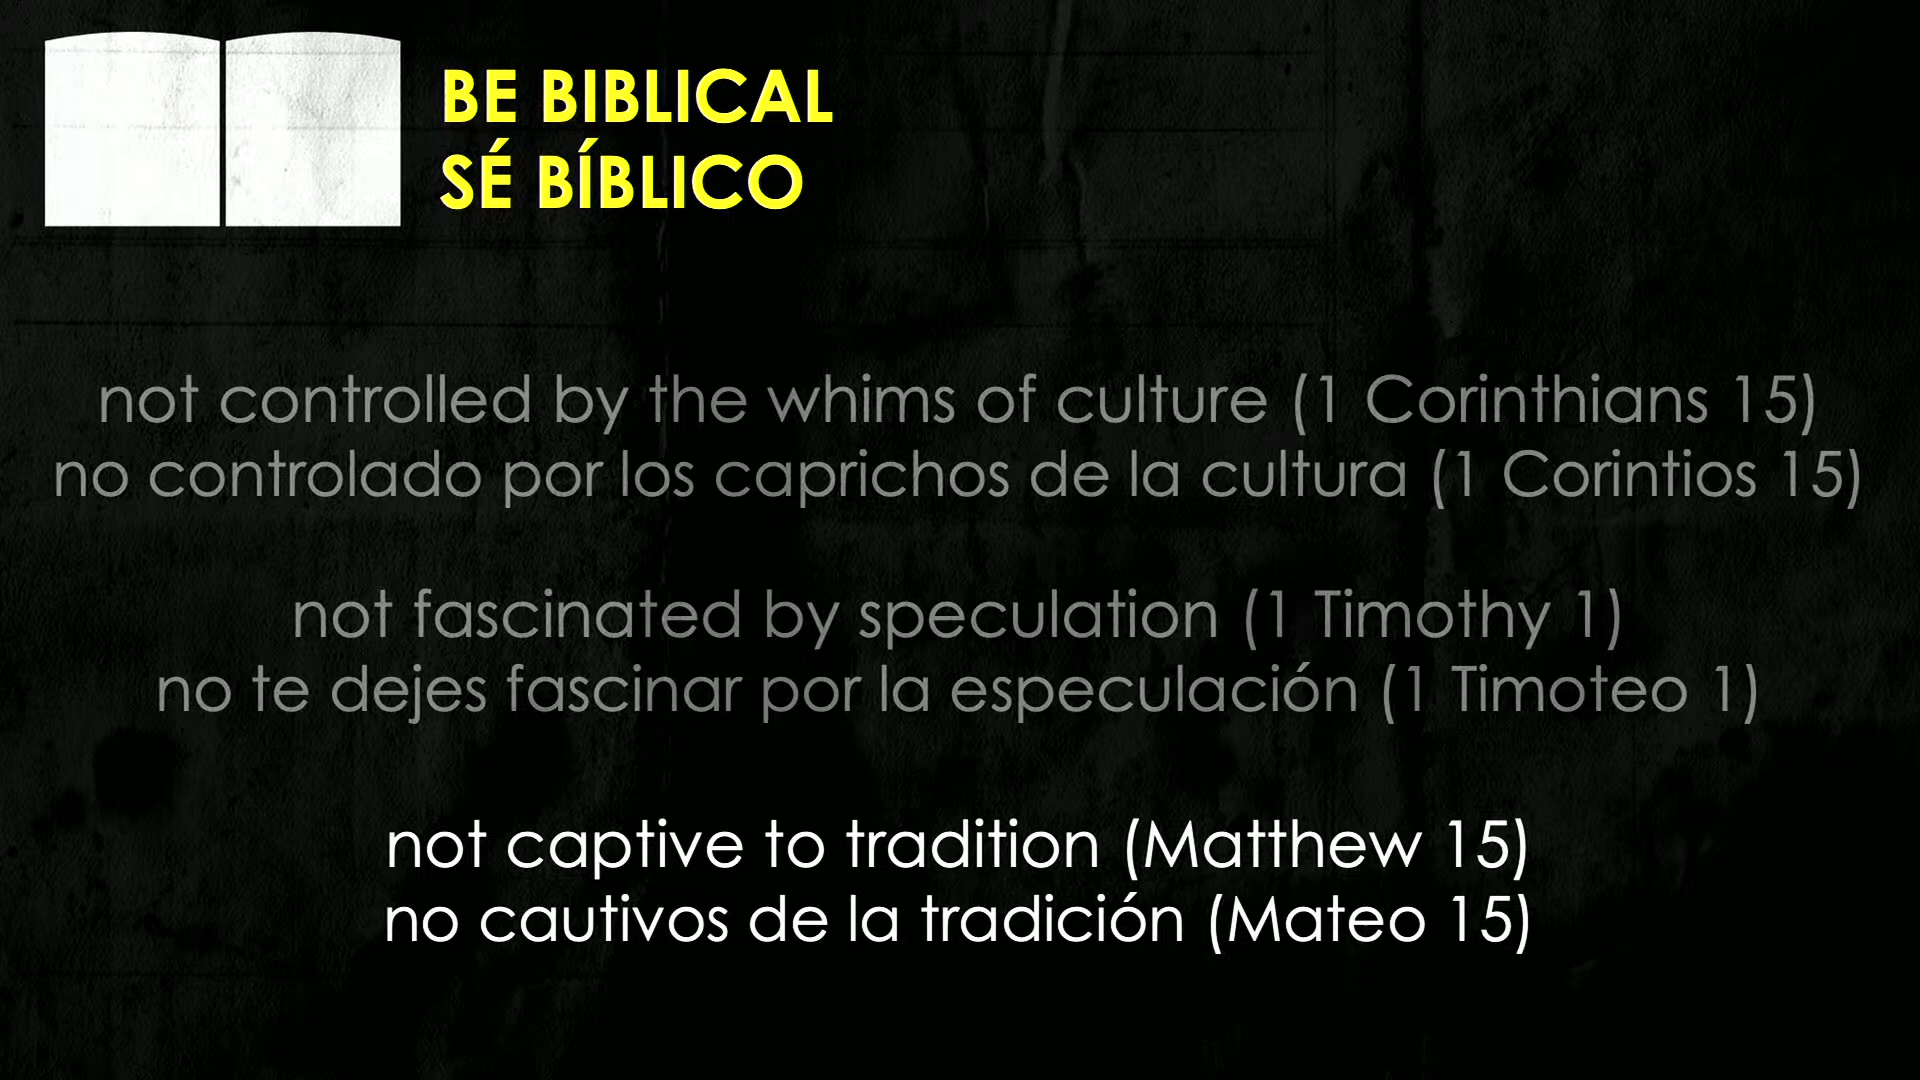 BE BIBLICAL
SÉ BÍBLICO
not controlled by the whims of culture (1 Corinthians 15)
no controlado por los caprichos de la cultura (1 Corintios 15)
not fascinated by speculation (1 Timothy 1)
no te dejes fascinar por la especulación (1 Timoteo 1)
not captive to tradition (Matthew 15)
no cautivos de la tradición (Mateo 15)